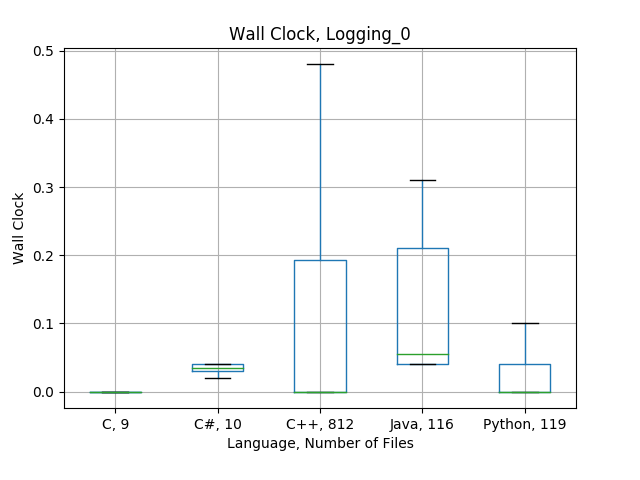 Wall Clock, Logging_0
0.5
0.4
0.3
0.2
0.1
0.0
Wall Clock
C, 9
C#, 10
C++, 812
Java, 116
Python, 119
Language, Number of Files